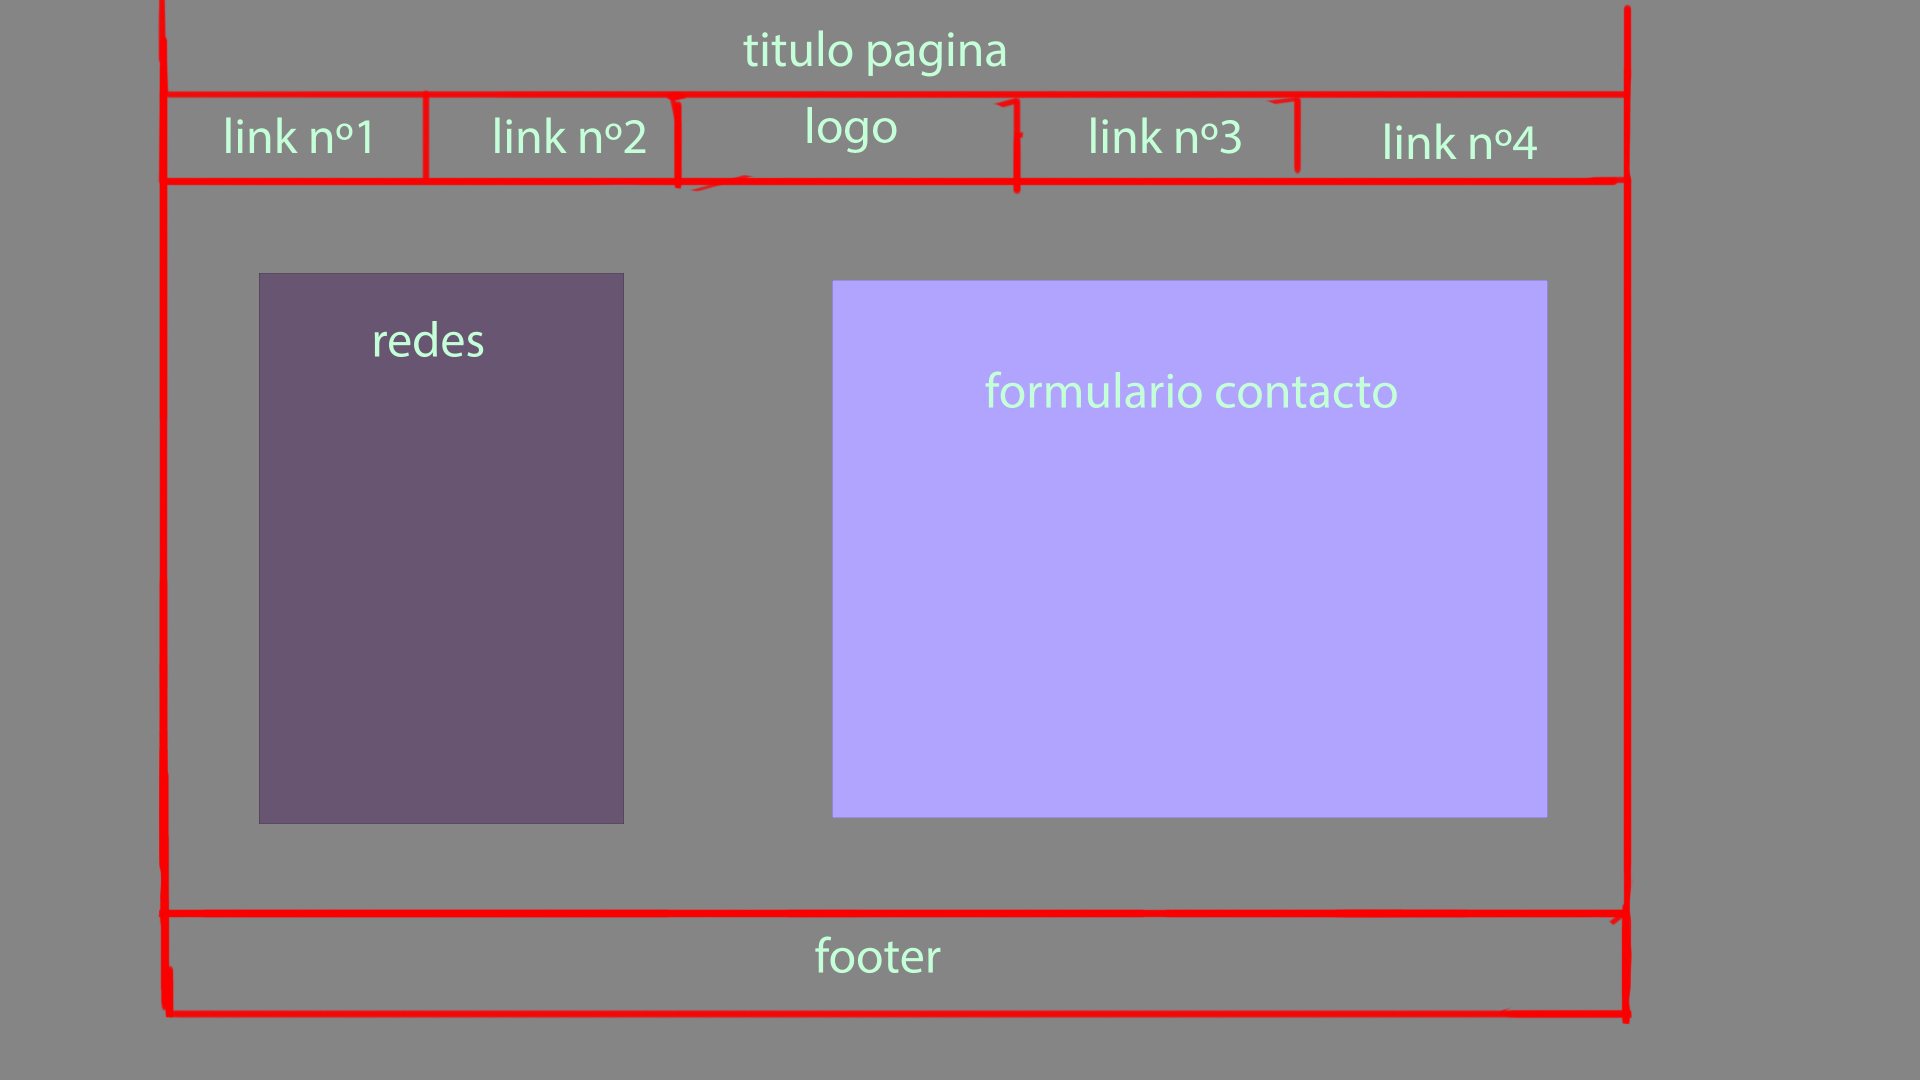 titulo pagina
link nº1
link nº2
logo
link nº3
link nº4
redes
formulario contacto
footer